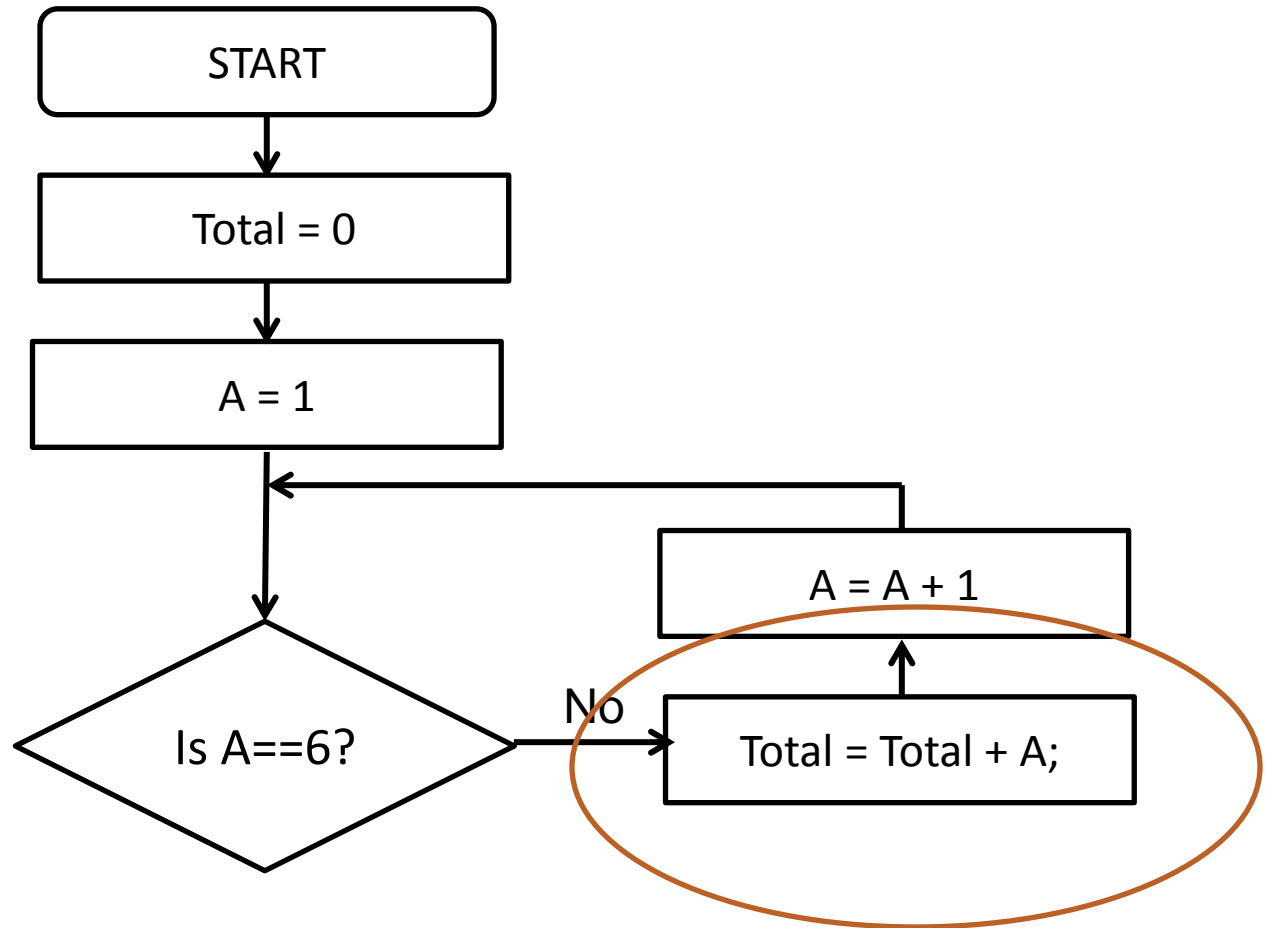 START
Total = 0
A = 1
A = A + 1
No
Is A==6?
Total = Total + A;